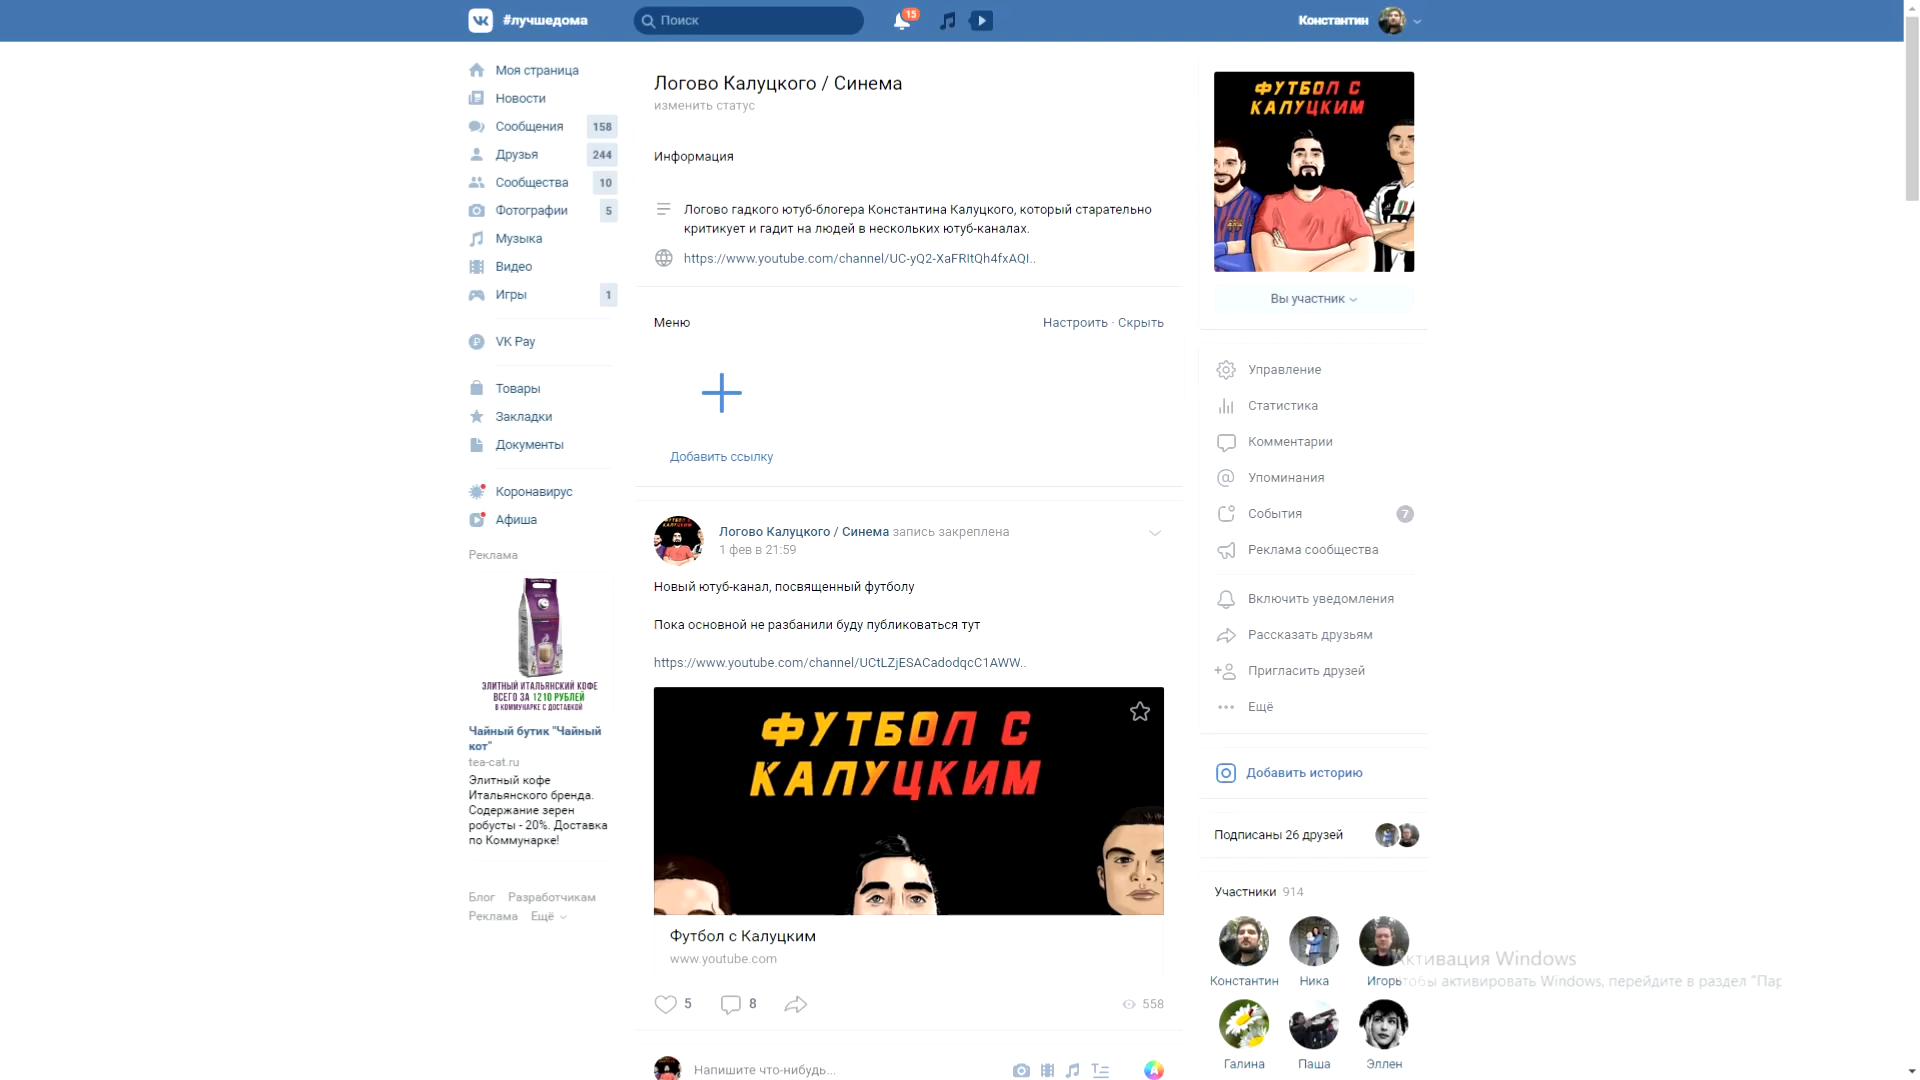 #лучшедома
Поиск
15
Константин
Моя страница
Новости
Сообщения 158
Друзья 244
Сообщества 10
Фотографии 5
Музыка
Видео
Игры 1
VK Pay
Товары
Закладки
Документы
Коронавирус
Афиша
Реклама
ЭЛИТНЫЙ ИТАЛЬЯНСКИЙ КОФЕ
ВСЕГО ЗА 1210 РУБЛЕЙ
В КОММУНАРКЕ С ДОСТАВКОЙ
Чайный бутик "Чайный
кот"
tea-cat.ru
Элитный кофе
Итальянского бренда.
Содержание зерен
робусты - 20%. Доставка
по Коммунарке!
Блог Разработчикам
Реклама Ещё
Логово Калуцкого / Синема
изменить статус
Информация
Логово гадкого ютуб-блогера Константина Калуцкого, который старательно
критикует и гадит на людей в нескольких ютуб-каналах.
https://www.youtube.com/channel/UC-yQ2-XaFRItQh4fxAQI..
Меню
Настроить · Скрыть
Добавить ссылку
Логово Калуцкого / Синема запись закреплена
1 фев в 21:59
Новый ютуб-канал, посвященный футболу
Пока основной не разбанили буду публиковаться тут
https://www.youtube.com/channel/UCtLZjESACadodqcC1AWW..
ФУТБОЛ С
КАЛУЦКИМ
Футбол с Калуцким
www.youtube.com
5 8
558
Напишите что-нибудь...
ФУТБОЛ С
КАЛУЦКИМ
Вы участник
Управление
Статистика
Комментарии
Упоминания
События 7
Реклама сообщества
Включить уведомления
Рассказать друзьям
Пригласить друзей
Ещё
Добавить историю
Подписаны 26 друзей
Участники 914
Константин Ника Игорь
Галина Паша Эллен
Активация Windows
Чтобы активировать Windows, перейдите в раздел "Пар